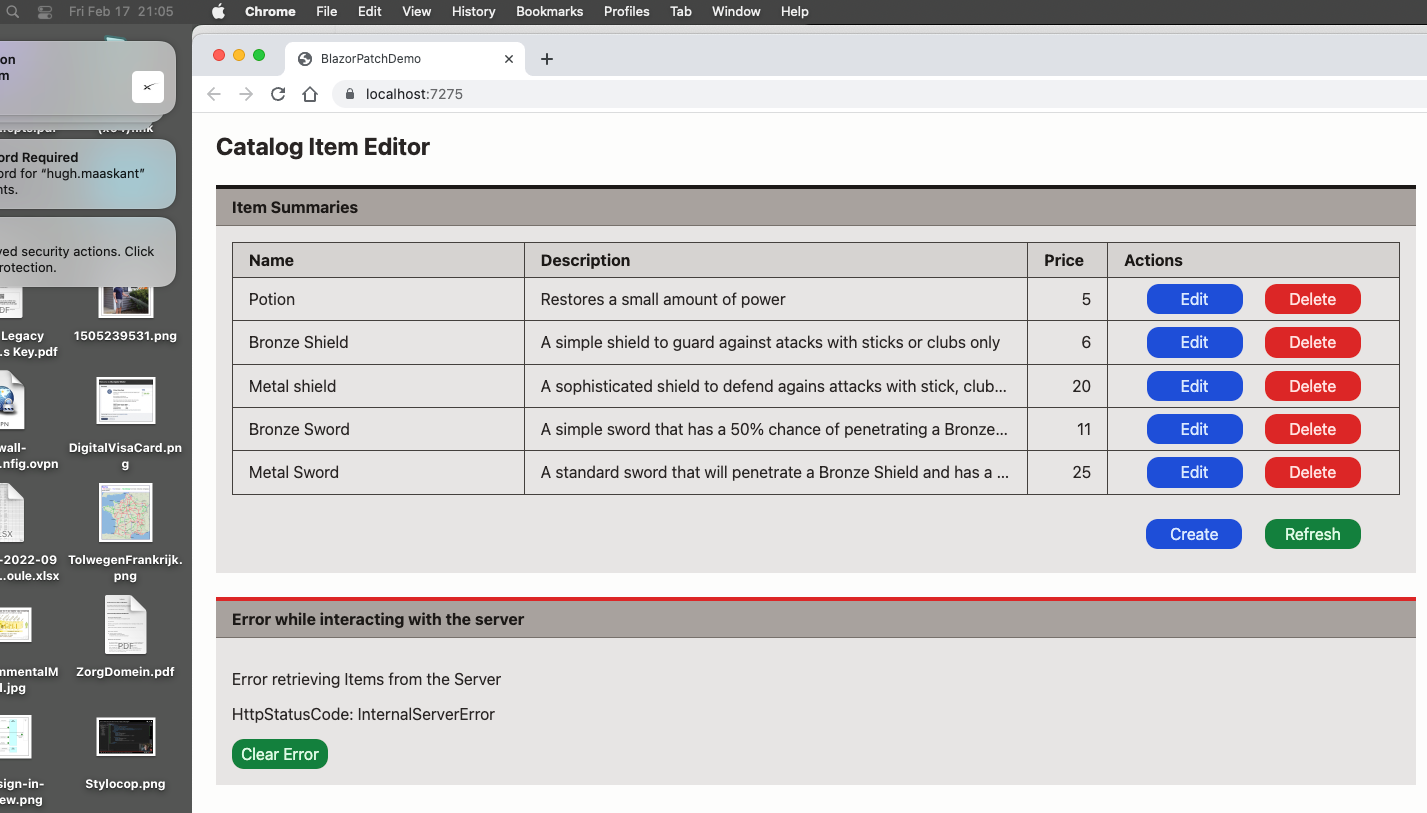 Fri Feb 17 21:05
Chrome File Edit View History Bookmarks Profiles Tab Window Help
on
m
ord Required
ord for “hugh.maaskant”
nts.
ved security actions. Click
rotection.
Legacy
..s Key.pdf
1505239531.png
wall-
..nfig.ovpn
DigitalVisaCard.pn
g
-2022-09
...oule.xlsx
TolwegenFrankrijk.
png
mmentalM
l.jpg
PDF
ZorgDomein.pdf
sign-in-
ew.png
Stylocop.png
BlazorPatchDemo
localhost:7275
Catalog Item Editor
Item Summaries
Name Description Price Actions
Potion Restores a small amount of power 5 Edit Delete
Bronze Shield A simple shield to guard against atacks with sticks or clubs only 6 Edit Delete
Metal shield A sophisticated shield to defend agains attacks with stick, club... 20 Edit Delete
Bronze Sword A simple sword that has a 50% chance of penetrating a Bronze... 11 Edit Delete
Metal Sword A standard sword that will penetrate a Bronze Shield and has a ... 25 Edit Delete
Create Refresh
Error while interacting with the server
Error retrieving Items from the Server
HttpStatusCode: InternalServerError
Clear Error